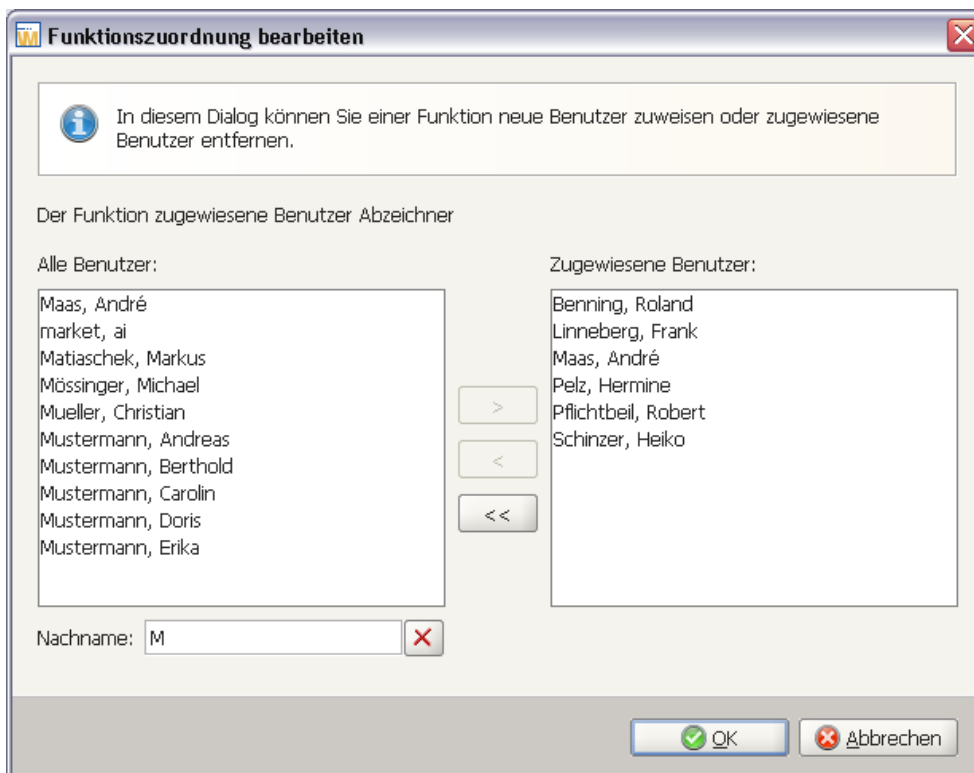 Funktionszuordnung bearbeiten
In diesem Dialog können Sie einer Funktion neue Benutzer zuweisen oder zugewiesene
Benutzer entfernen.
Der Funktion zugewiesene Benutzer Abzeichner
Alle Benutzer:
Maas, André
market, ai
Matiaschek, Markus
Mössinger, Michael
Mueller, Christian
Mustermann, Andreas
Mustermann, Berthold
Mustermann, Carolin
Mustermann, Doris
Mustermann, Erika
>
<
<<
Zugewiesene Benutzer:
Benning, Roland
Linneberg, Frank
Maas, André
Pelz, Hermine
Pflichtbeil, Robert
Schinzer, Heiko
Nachname: M
OK
Abbrechen